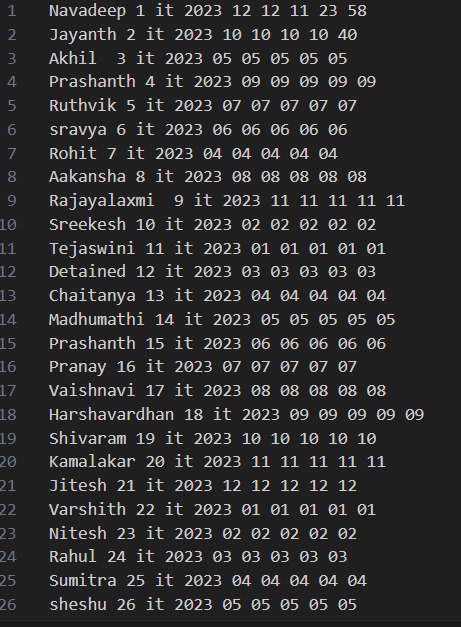 1 Navadeep 1 it 2023 12 12 11 23 58
2 Jayanth 2 it 2023 10 10 10 10 40
3 Akhil  3 it 2023 05 05 05 05 05
4 Prashanth 4 it 2023 09 09 09 09 09
5 Ruthvik 5 it 2023 07 07 07 07 07
6 sravya 6 it 2023 06 06 06 06 06
7 Rohit 7 it 2023 04 04 04 04 04
8 Aakansha 8 it 2023 08 08 08 08 08
9 Rajayalaxmi  9 it 2023 11 11 11 11 11
10 Sreekesh 10 it 2023 02 02 02 02 02
11 Tejaswini 11 it 2023 01 01 01 01 01
12 Detained 12 it 2023 03 03 03 03 03
13 Chaitanya 13 it 2023 04 04 04 04 04
14 Madhumathi 14 it 2023 05 05 05 05 05
15 Prashanth 15 it 2023 06 06 06 06 06
16 Pranay 16 it 2023 07 07 07 07 07
17 Vaishnavi 17 it 2023 08 08 08 08 08
18 Harshavardhan 18 it 2023 09 09 09 09 09
19 Shivaram 19 it 2023 10 10 10 10 10
20 Kamalakar 20 it 2023 11 11 11 11 11
21 Jitesh 21 it 2023 12 12 12 12 12
22 Varshith 22 it 2023 01 01 01 01 01
23 Nitesh 23 it 2023 02 02 02 02 02
24 Rahul 24 it 2023 03 03 03 03 03
25 Sumitra 25 it 2023 04 04 04 04 04
26 sheshu 26 it 2023 05 05 05 05 05